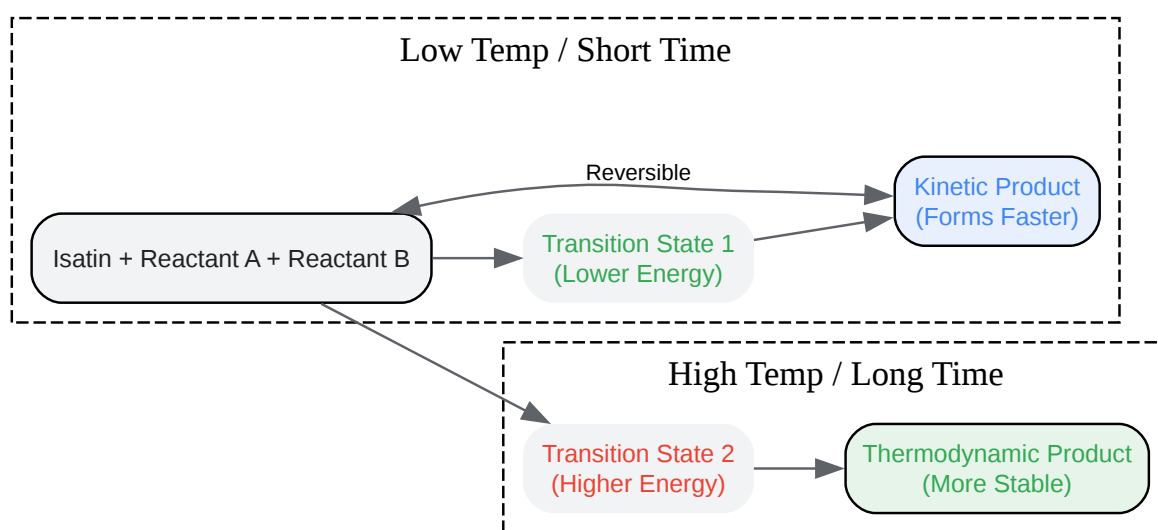 Low Temp / Short Time
Reversible
Kinetic Product
(Forms Faster)
Isatin + Reactant A + Reactant B
Transition State 1
(Lower Energy)
High Temp / Long Time
Transition State 2
(Higher Energy)
Thermodynamic Product
(More Stable)